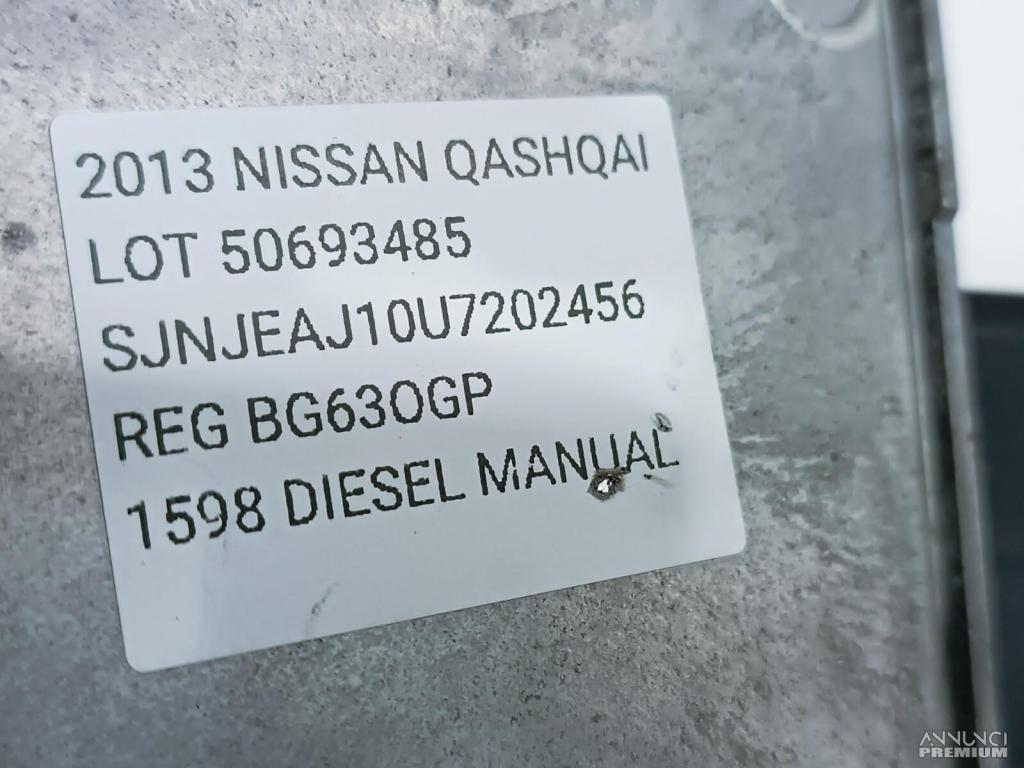 2013 NISSAN QASHQAI
LOT 50693485
SJNJEAJ10U7202456
REG BG63OGP
1598 DIESEL MANUAL
ANNUNCI
PREMIUM